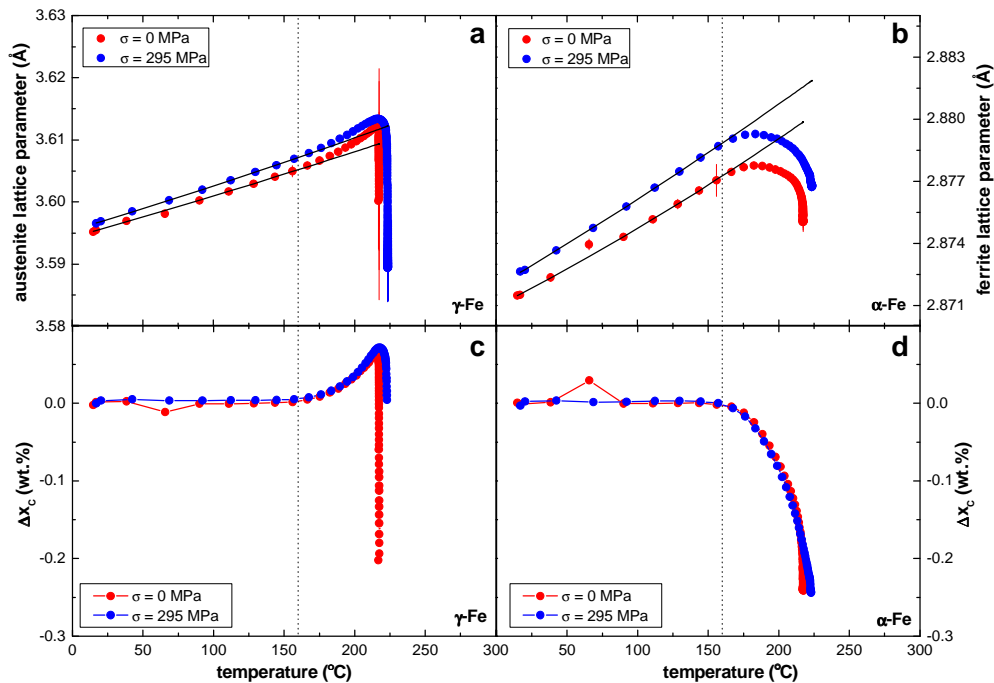 3.63
3.62
3.61
3.60
3.59
3.58
austenite lattice parameter (Å)
σ = 0 MPa
σ = 295 MPa
a
γ-Fe
σ = 0 MPa
σ = 295 MPa
b
α-Fe
2.883
2.880
2.877
2.874
2.871
ferrite lattice parameter (Å)
0.0
-0.1
-0.2
-0.3
Δx_C (wt.%)
c
σ = 0 MPa
σ = 295 MPa
γ-Fe
0 50 100 150 200 250 300
temperature (ºC)
d
σ = 0 MPa
σ = 295 MPa
α-Fe
50 100 150 200 250 300
temperature (ºC)
0.0
-0.1
-0.2
-0.3
Δx_C (wt.%)